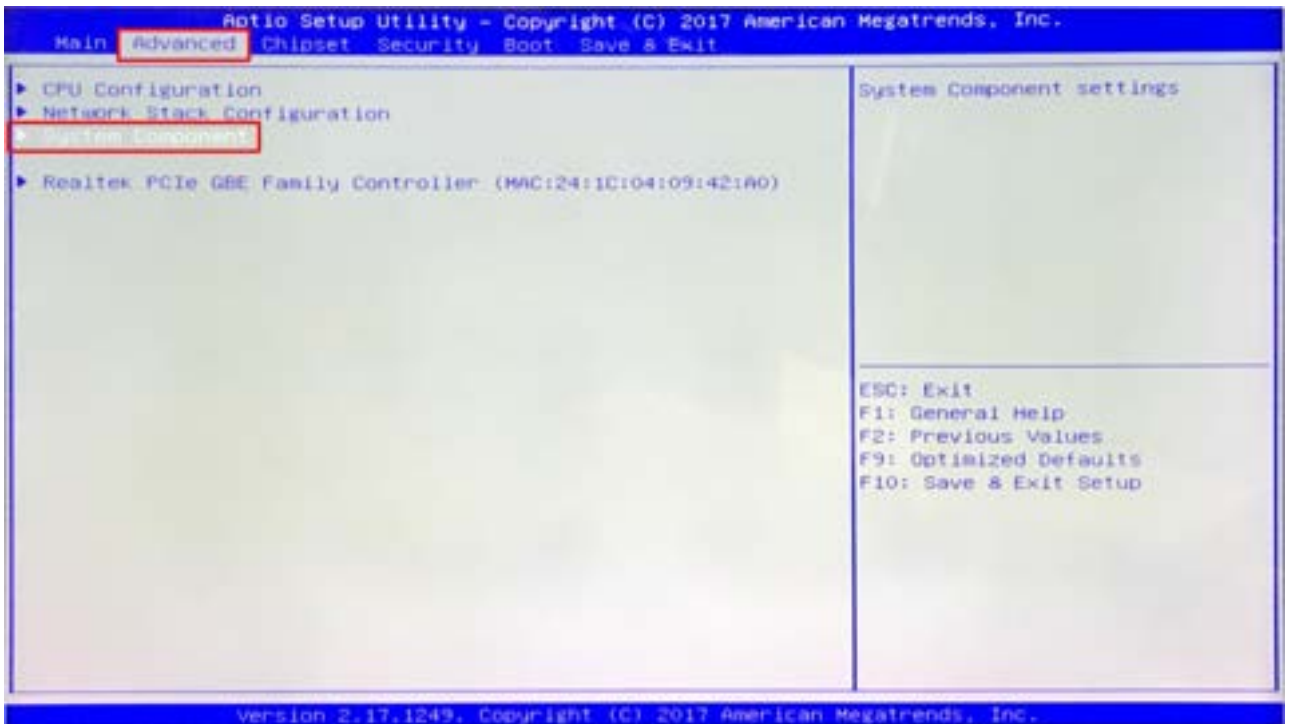 Aptio Setup Utility - Copyright (C) 2017 American Megatrends, Inc.
Main Advanced Chipset Security Boot Save & Exit
CPU Configuration
Network Stack Configuration
System Component
Realtek PCIe GBE Family Controller (MAC:24:1C:04:09:42:A0)
System Component settings
ESC: Exit
F1: General Help
F2: Previous Values
F9: Optimized Defaults
F10: Save & Exit Setup
Version 2.17.1249. Copyright (C) 2017 American Megatrends, Inc.